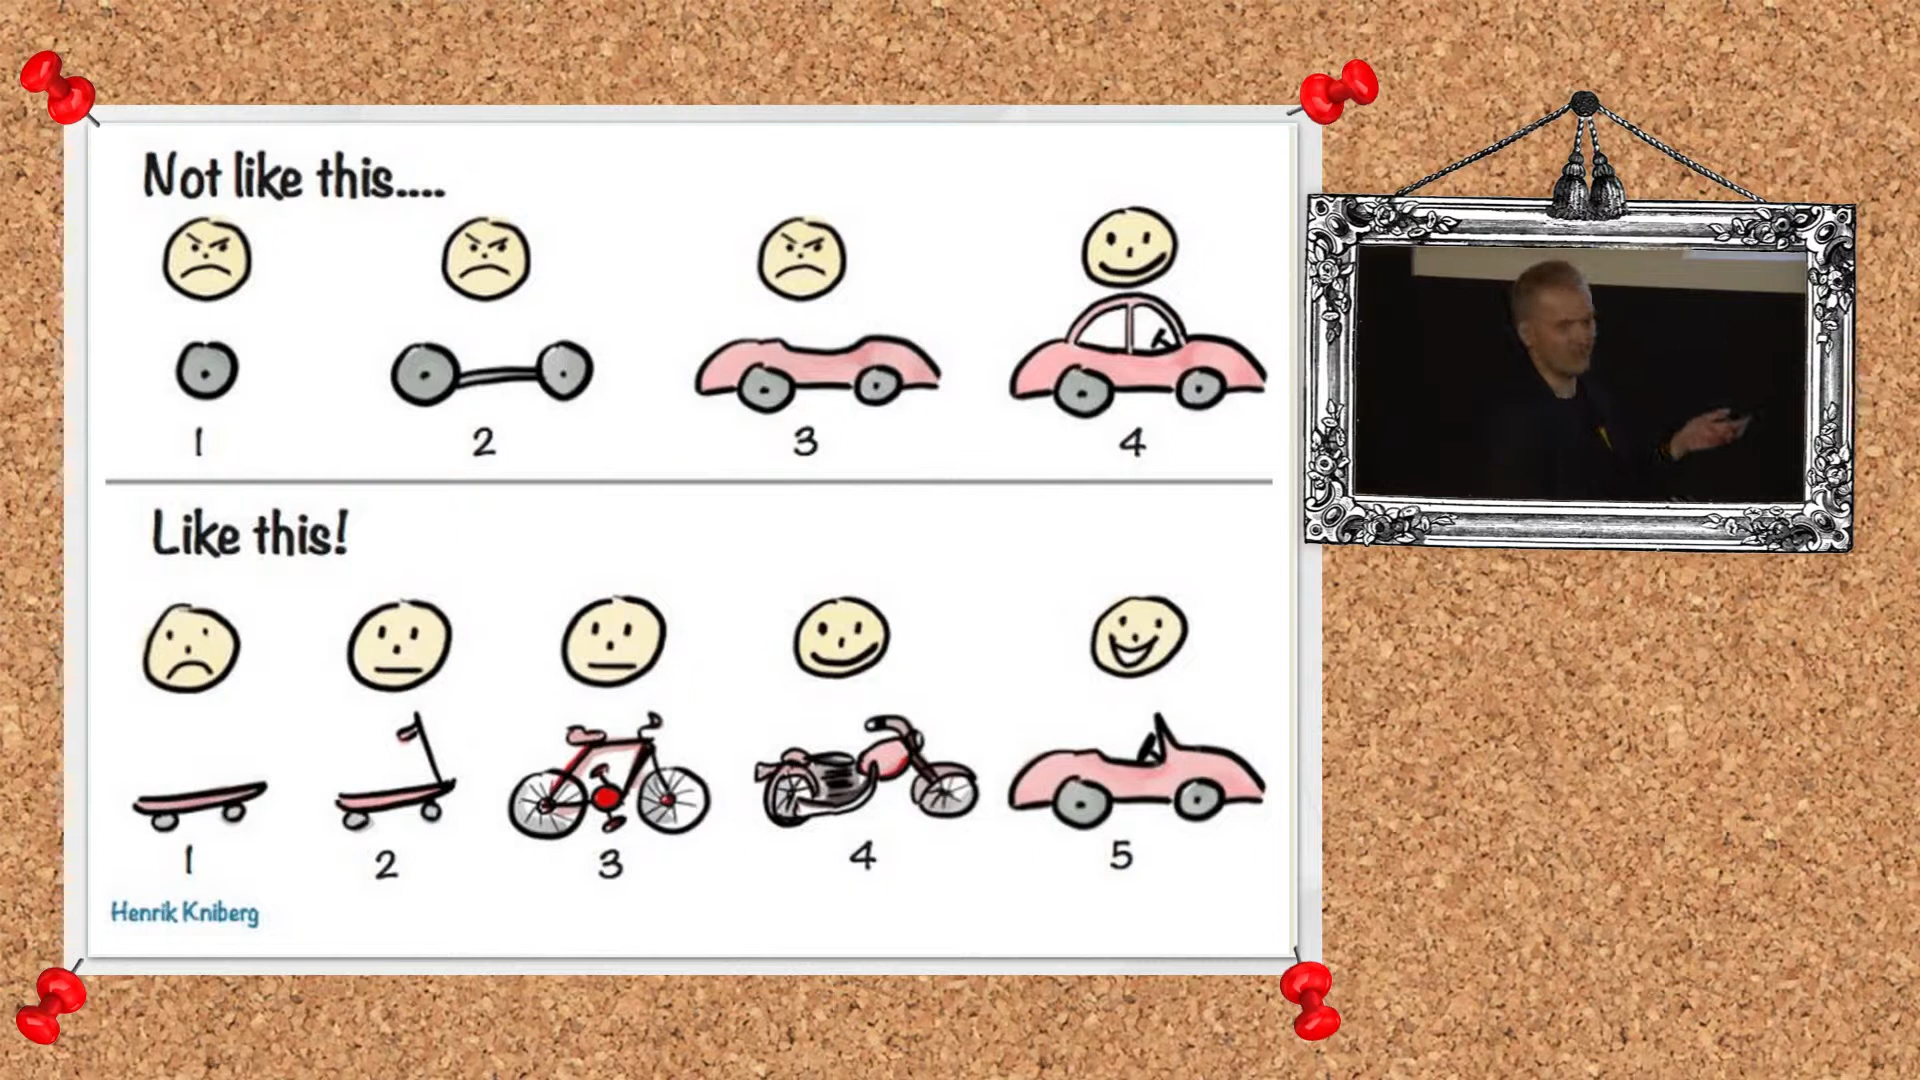 Not like this....
1 2 3 4
Like this!
1 2 3 4 5
Henrik Kniberg